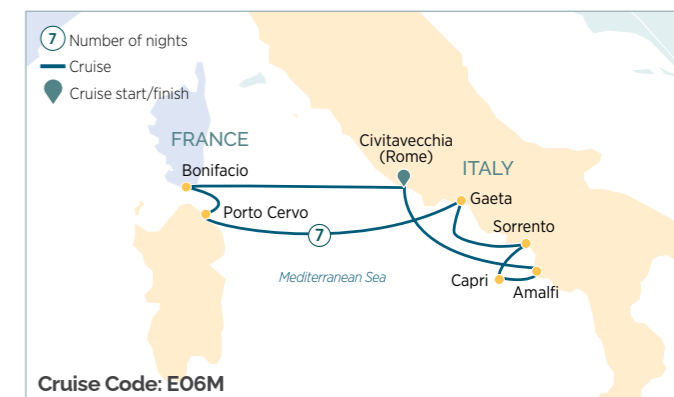 7 Number of nights
Cruise
Cruise start/finish
FRANCE
Civitavecchia
(Rome)
ITALY
Bonifacio
Gaeta
Porto Cervo
Sorrento
7
Mediterranean Sea
Capri
Amalfi
Cruise Code: E06M